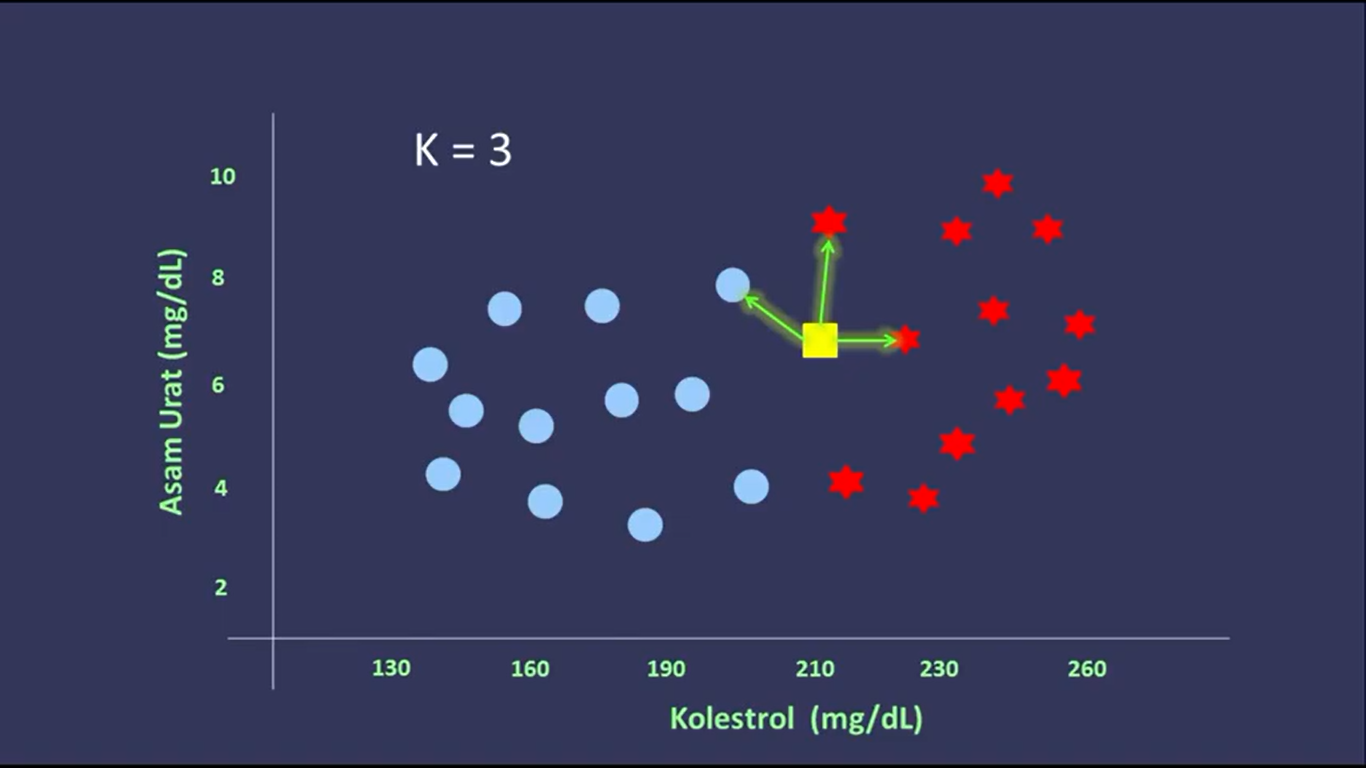 K = 3
10
8
6
4
2
Asam Urat (mg/dL)
130 160 190 210 230 260
Kolestrol (mg/dL)